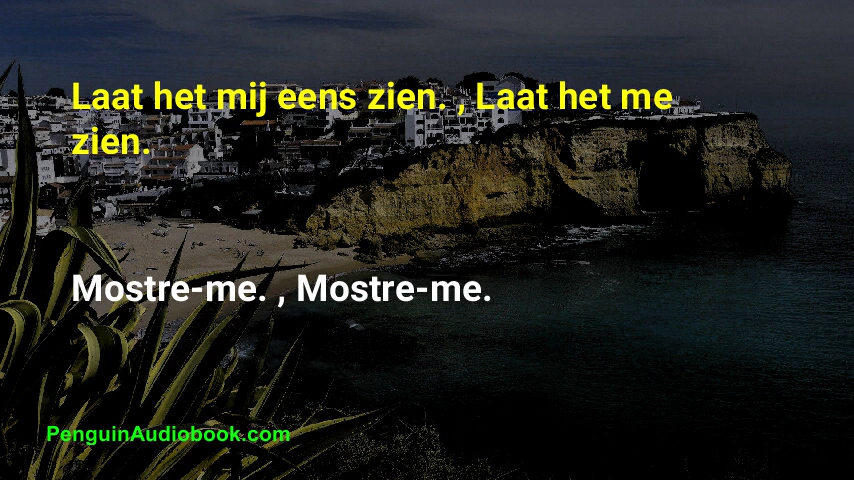 Laat het mij eens zien. , Laat het me
zien.
Mostre-me. , Mostre-me.
PenguinAudiobook.com